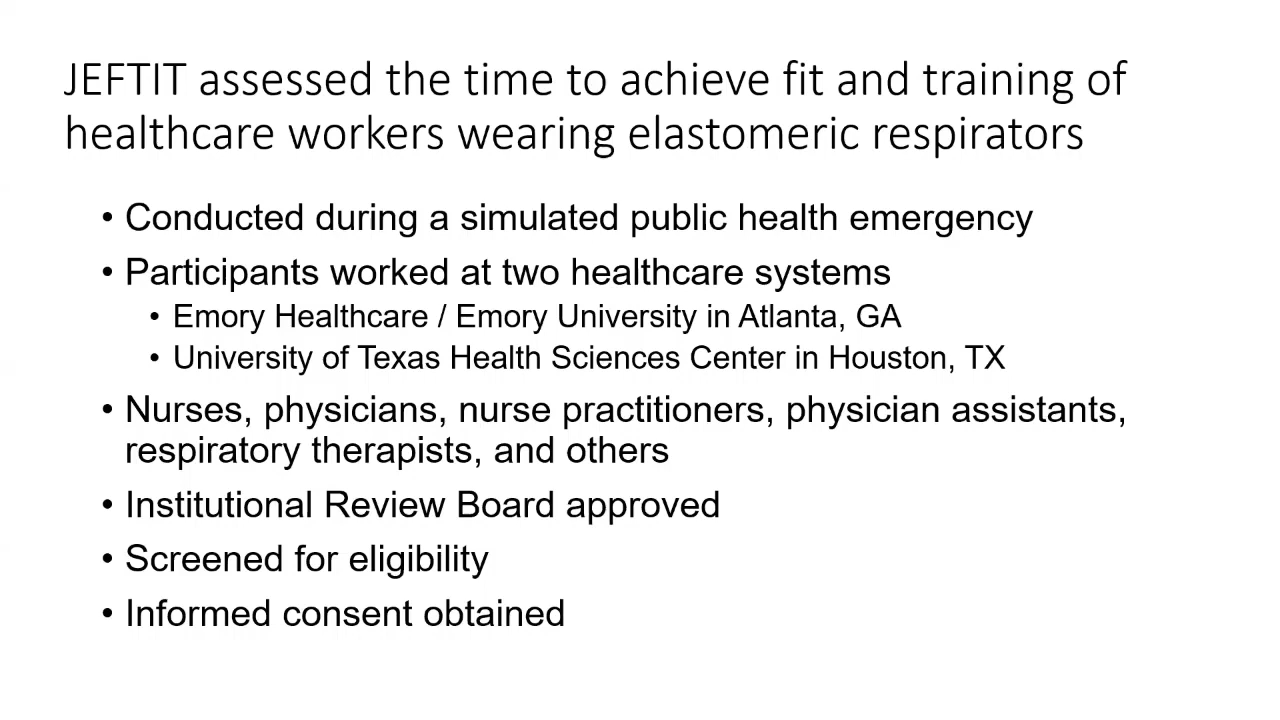 JEFTIT assessed the time to achieve fit and training of
healthcare workers wearing elastomeric respirators
• Conducted during a simulated public health emergency
• Participants worked at two healthcare systems
• Emory Healthcare / Emory University in Atlanta, GA
• University of Texas Health Sciences Center in Houston, TX
• Nurses, physicians, nurse practitioners, physician assistants,
respiratory therapists, and others
• Institutional Review Board approved
• Screened for eligibility
• Informed consent obtained